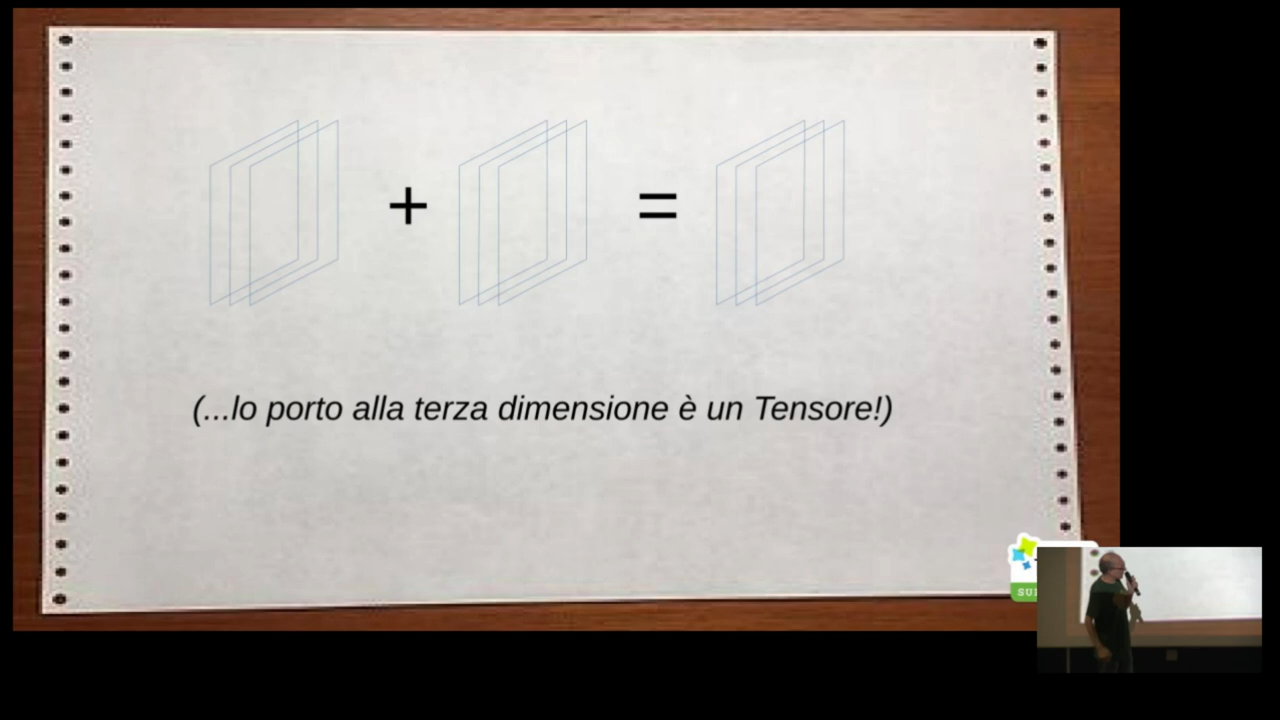 + =
(...lo porto alla terza dimensione è un Tensore!)